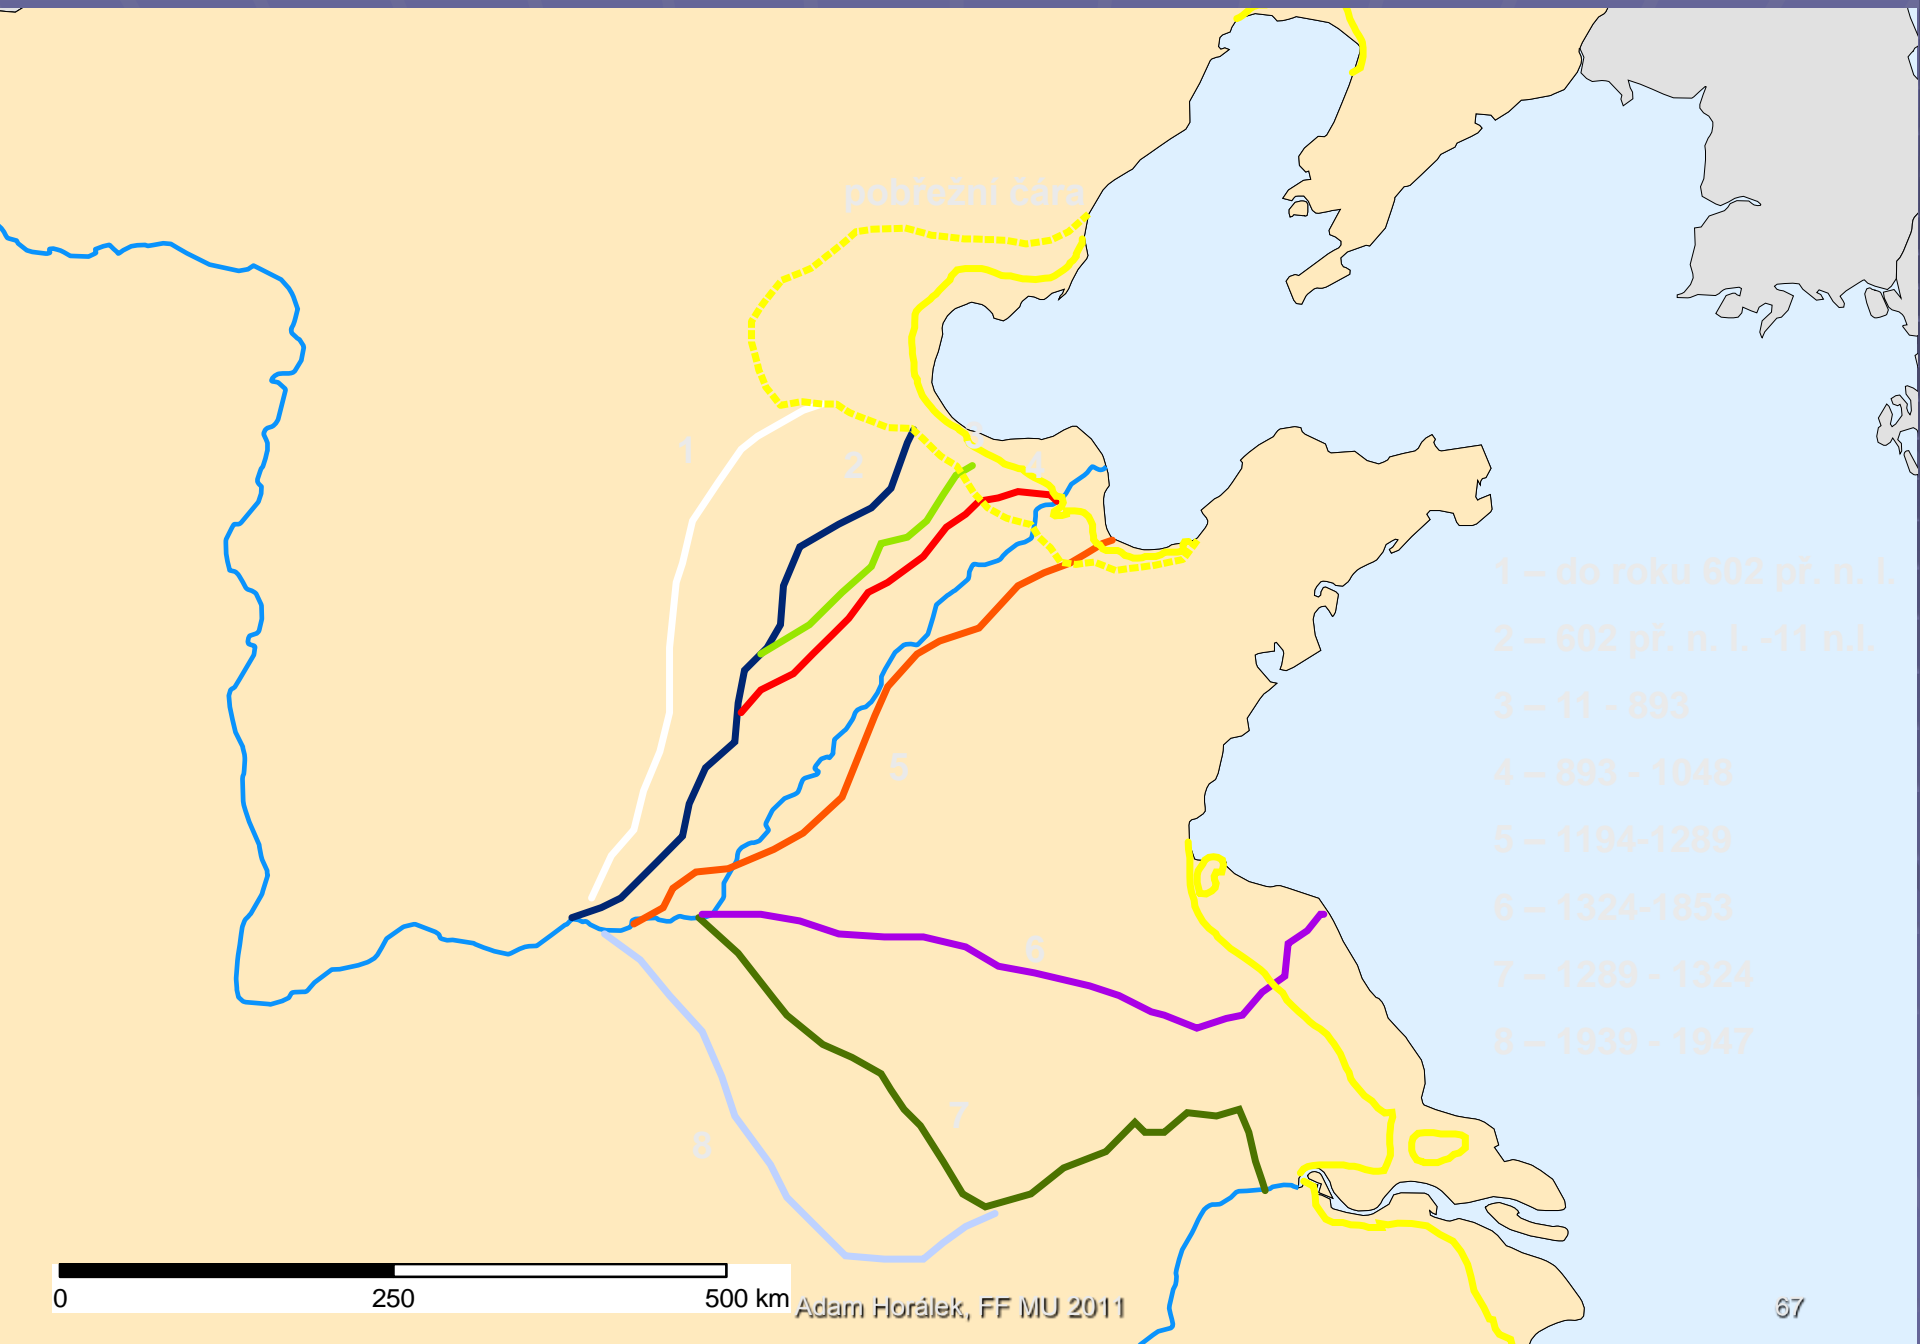 pobřežní čára
1
2
3
4
5
6
7
8
1 – do roku 602 př. n. l.
2 – 602 př. n. l. -11 n.l.
3 – 11 - 893
4 – 893 - 1048
5 – 1194-1289
6 – 1324-1853
7 – 1289 - 1324
8 – 1939 - 1947
0 250 500 km
Adam Horálek, FF MU 2011
67